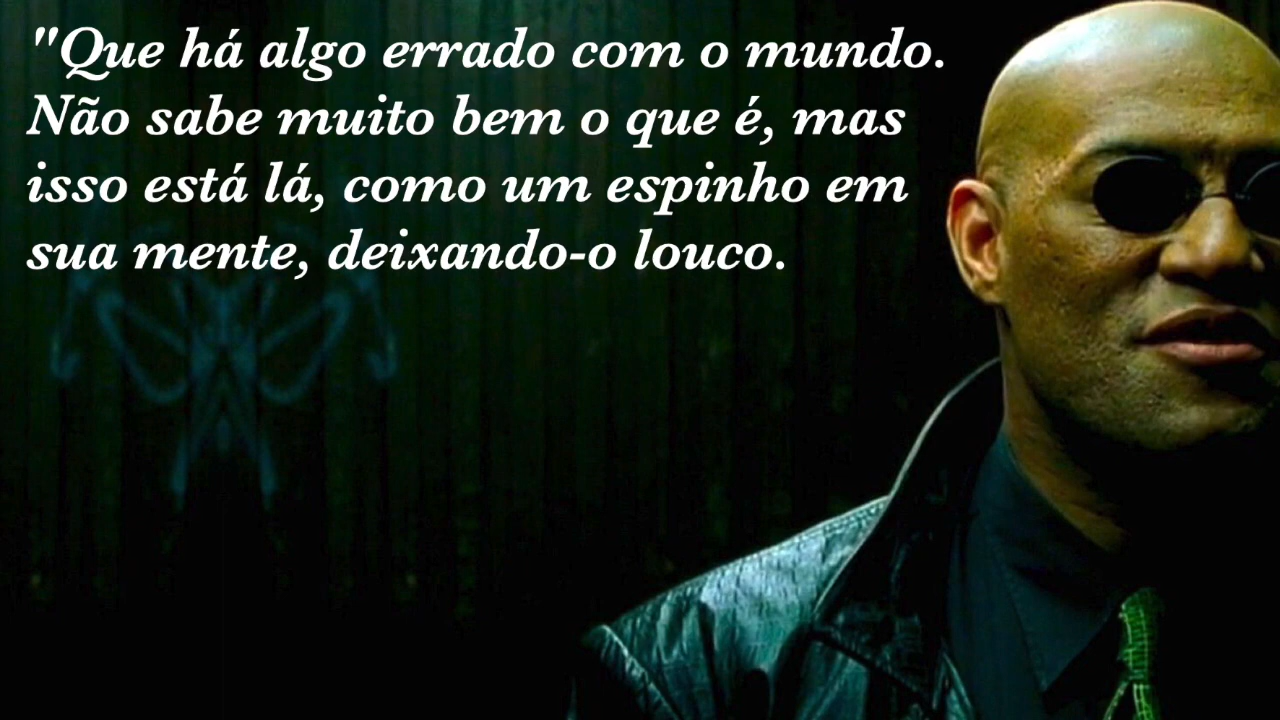 "Que há algo errado com o mundo.
Não sabe muito bem o que é, mas
isso está lá, como um espinho em
sua mente, deixando-o louco.